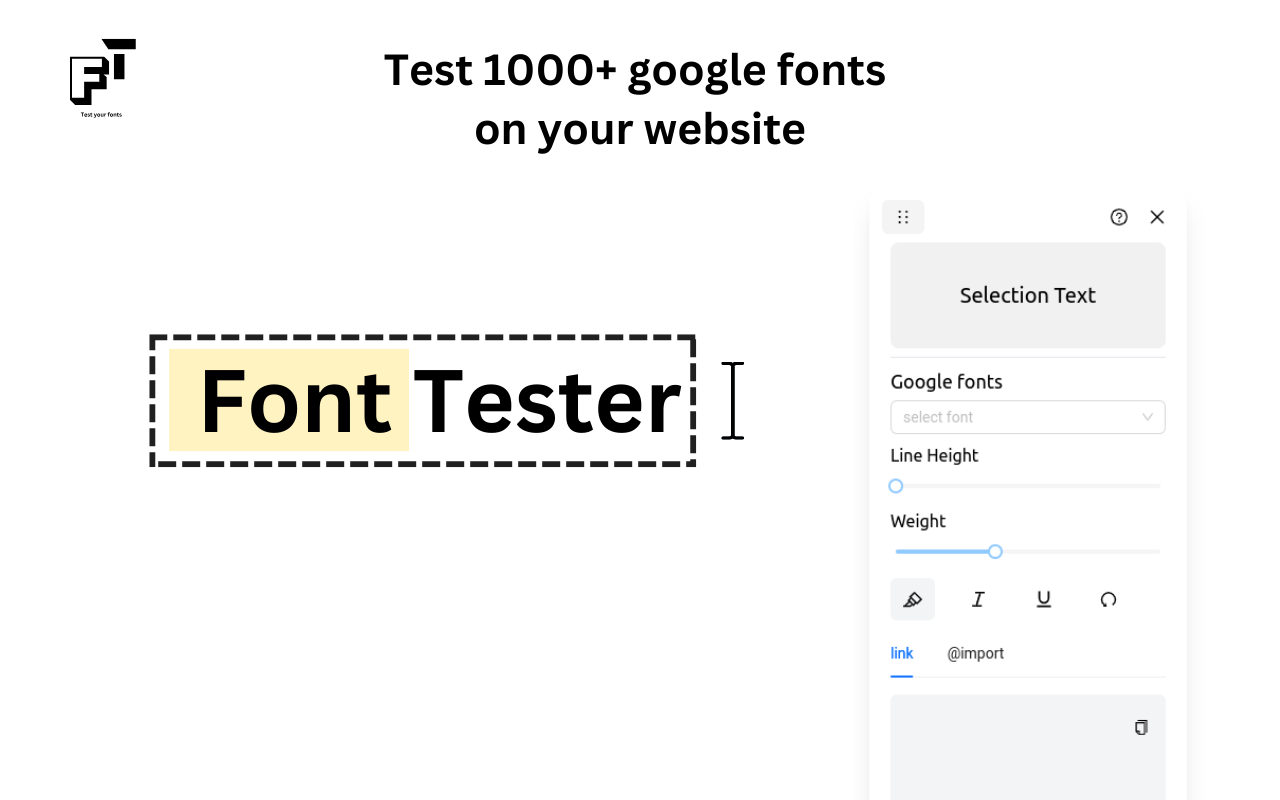 FT
Test your fonts
Test 1000+ google fonts
on your website
Font Tester
Selection Text
Google fonts
select font
Line Height
Weight
I U
link @import